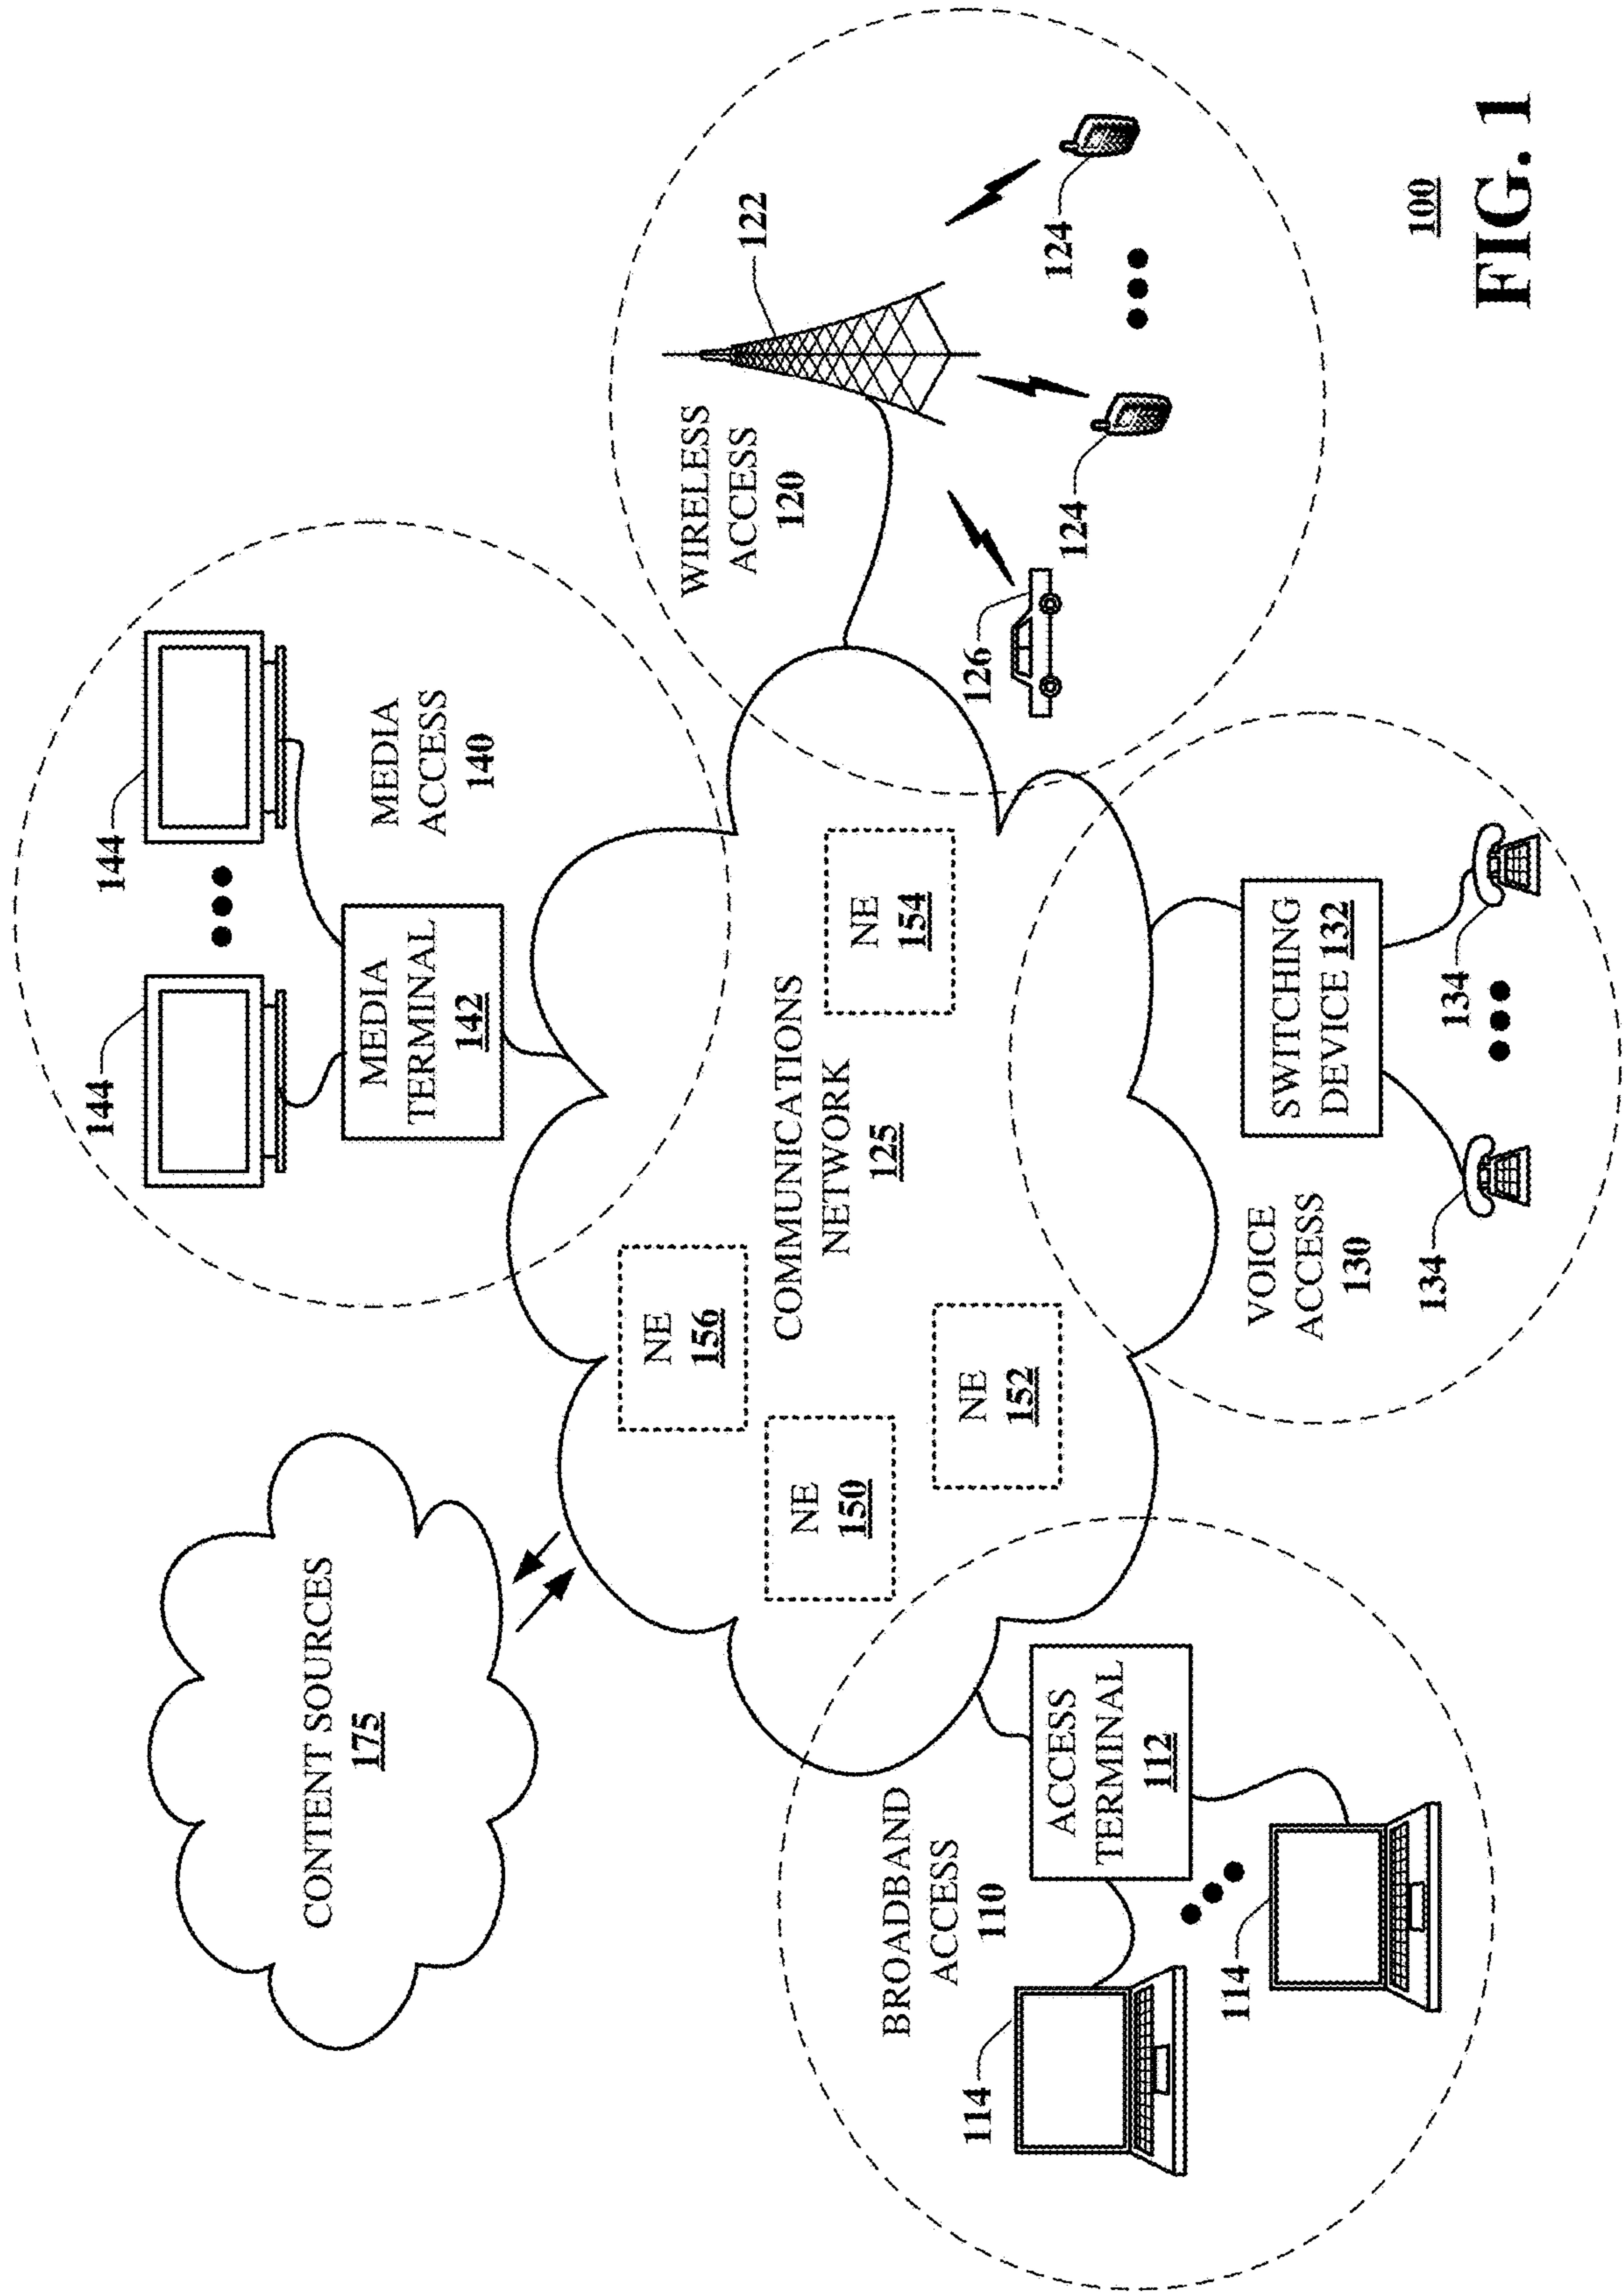 CONTENT SOURCES
175
144
144
MEDIA
TERMINAL
142
MEDIA
ACCESS
140
NE
156
NE
150
NE
152
COMMUNICATIONS
NETWORK
125
NE
154
WIRELESS
ACCESS
120
122
126
124
124
BROADBAND
ACCESS
110
ACCESS
TERMINAL
112
114
114
VOICE
ACCESS
130
SWITCHING
DEVICE 132
134
134
100
FIG. 1